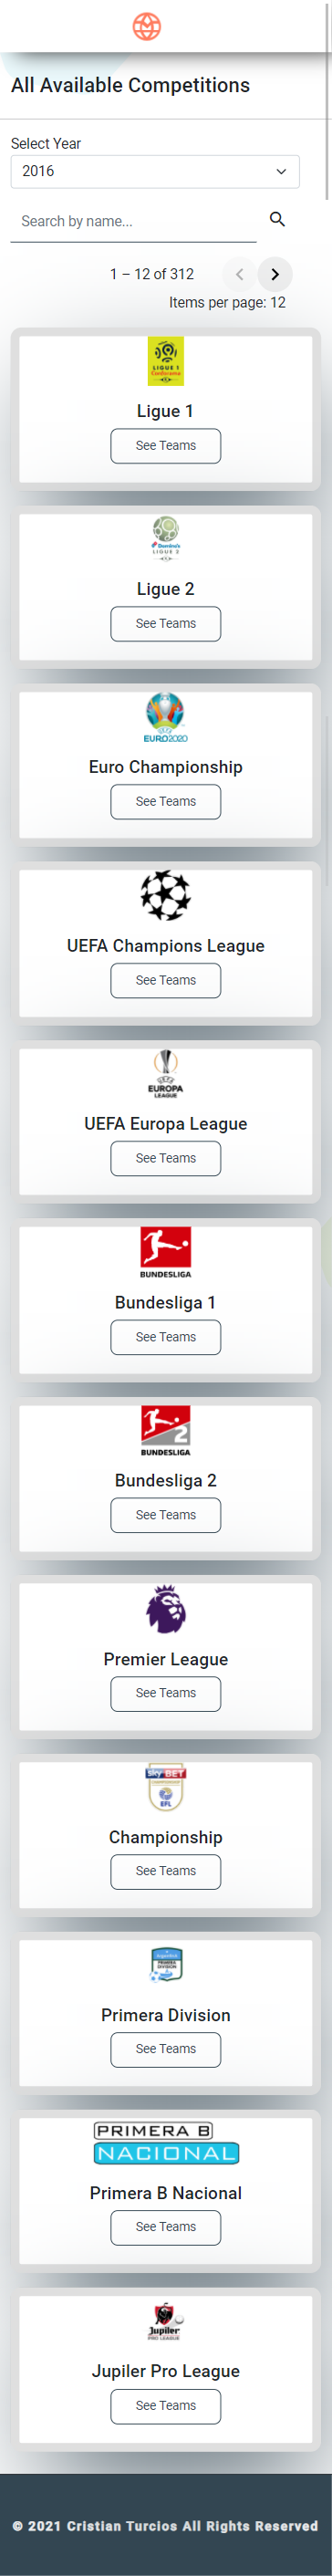 All Available Competitions
Select Year
2016
Search by name...
1 – 12 of 312
Items per page: 12
LIGUE 1
Conforama
Ligue 1
See Teams
Domino's
LIGUE 2
Ligue 2
See Teams
EURO2020
Euro Championship
See Teams
UEFA Champions League
See Teams
UEFA
EUROPA
LEAGUE
UEFA Europa League
See Teams
BUNDESLIGA
Bundesliga 1
See Teams
2
BUNDESLIGA
Bundesliga 2
See Teams
Premier League
See Teams
sky BET
CHAMPIONSHIP
EFL
Championship
See Teams
PRIMERA
DIVISIÓN
Primera Division
See Teams
PRIMERA B
NACIONAL
Primera B Nacional
See Teams
Jupiler
PRO LEAGUE
Jupiler Pro League
See Teams
© 2021 Cristian Turcios All Rights Reserved